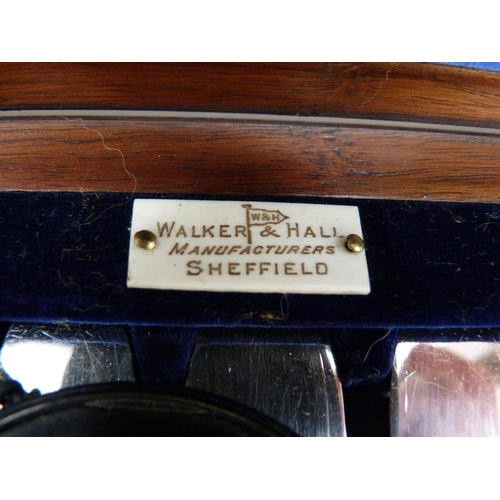 W&H
WALKER & HALL
MANUFACTURERS
SHEFFIELD